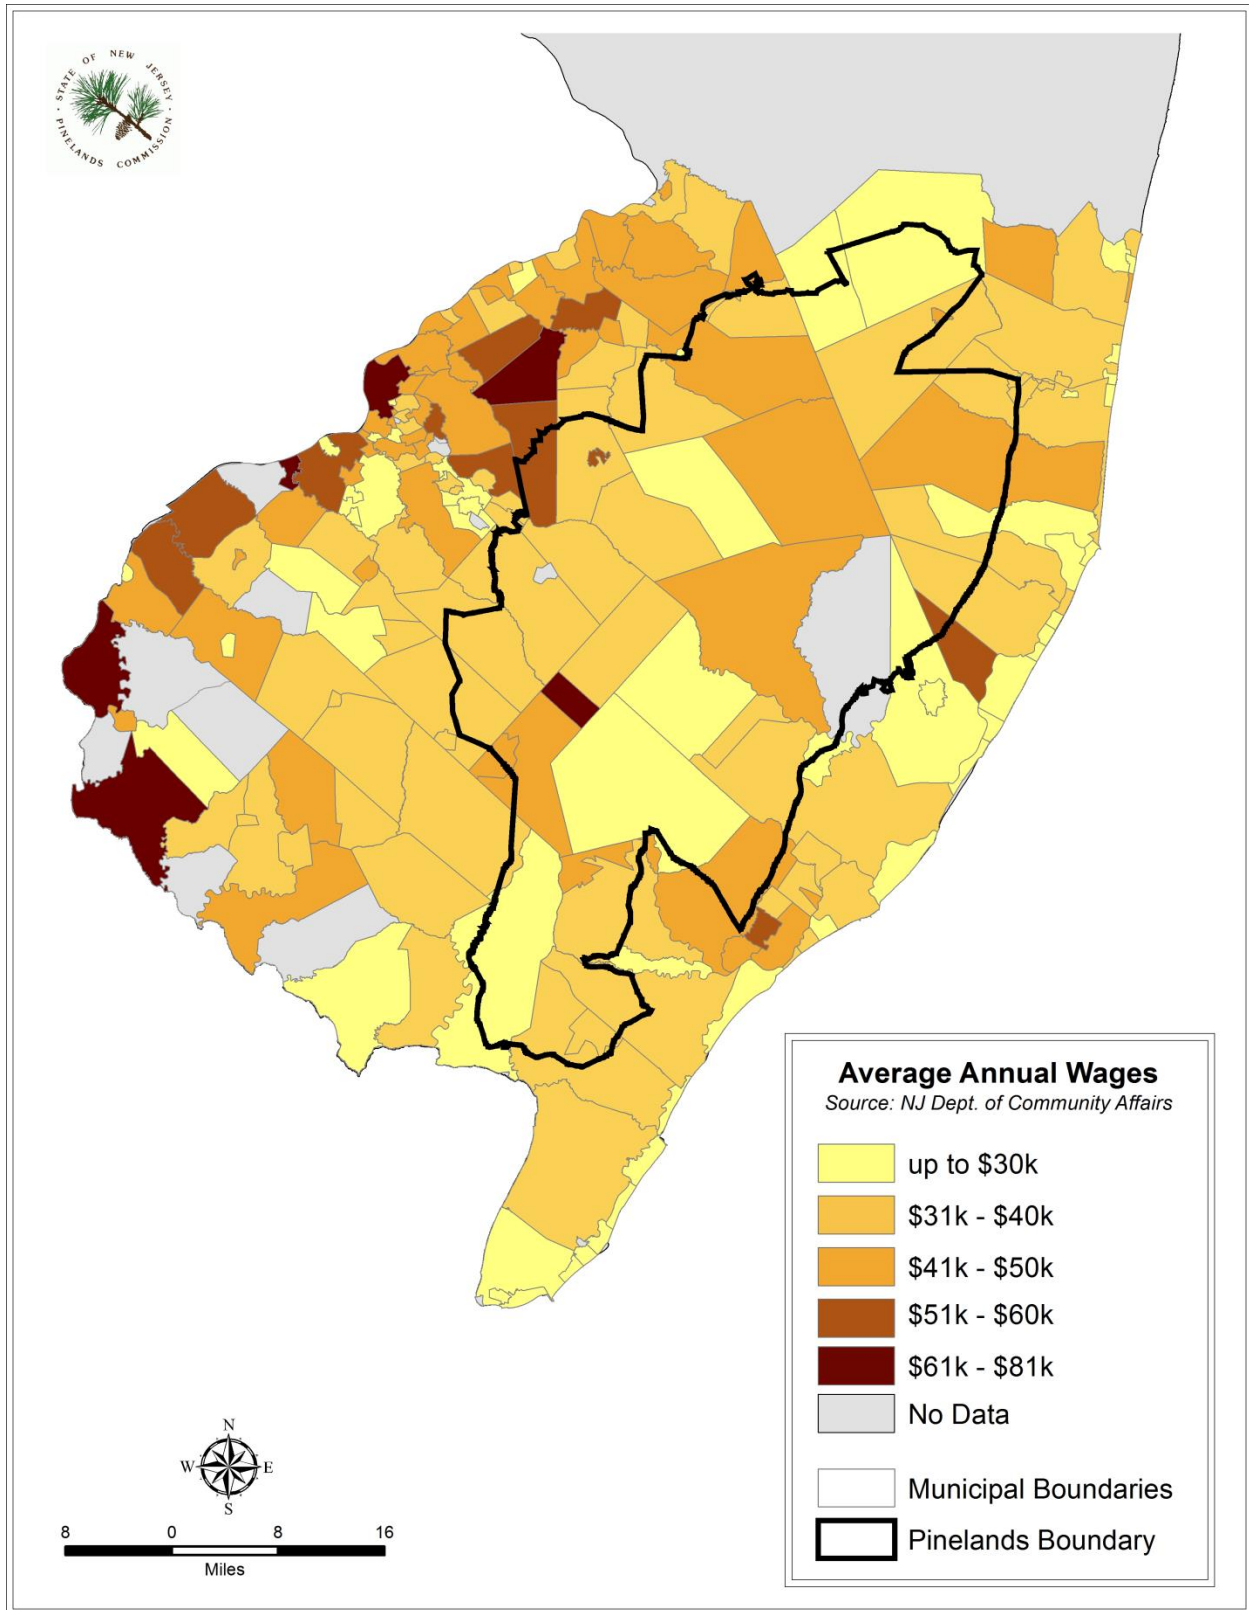 STATE OF NEW JERSEY
PINELANDS COMMISSION
Average Annual Wages
Source: NJ Dept. of Community Affairs
up to $30k
$31k - $40k
$41k - $50k
$51k - $60k
$61k - $81k
No Data
Municipal Boundaries
Pinelands Boundary
N
W E
S
8 0 8 16
Miles